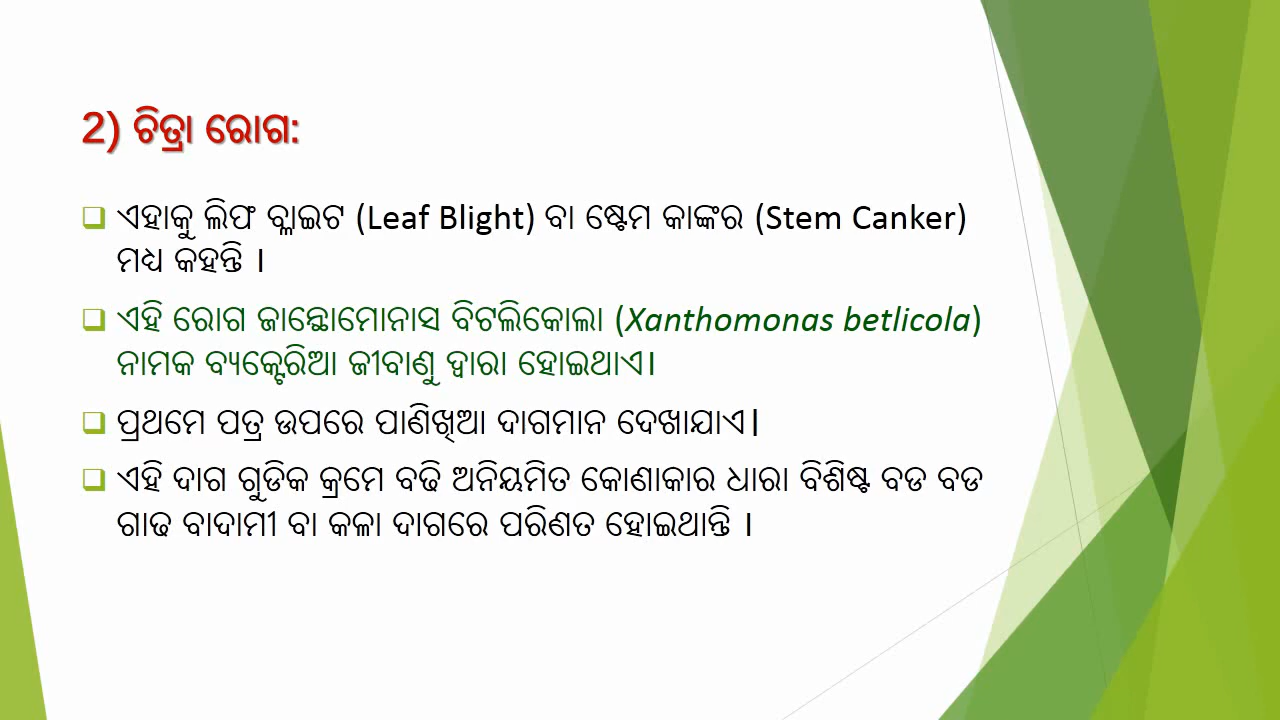 2) ଚିତ୍ରା ରୋଗ:
ଏହାକୁ ଲିଫ ବ୍ଲାଇଟ (Leaf Blight) ବା ଷ୍ଟେମ କାଙ୍କର (Stem Canker)
ମଧ୍ୟ କହନ୍ତି ।
ଏହି ରୋଗ ଜାନ୍ଥୋମୋନାସ ବିଟଲିକୋଲା (Xanthomonas betlicola)
ନାମକ ବ୍ୟାକ୍ଟେରିଆ ଜୀବାଣୁ ଦ୍ୱାରା ହୋଇଥାଏ।
ପ୍ରଥମେ ପତ୍ର ଉପରେ ପାଣିଖିଆ ଦାଗମାନ ଦେଖାଯାଏ।
ଏହି ଦାଗ ଗୁଡିକ କ୍ରମେ ବଢି ଅନିୟମିତ କୋଣାକାର ଧାରା ବିଶିଷ୍ଟ ବଡ ବଡ
ଗାଢ ବାଦାମୀ ବା କଳା ଦାଗରେ ପରିଣତ ହୋଇଥାନ୍ତି ।